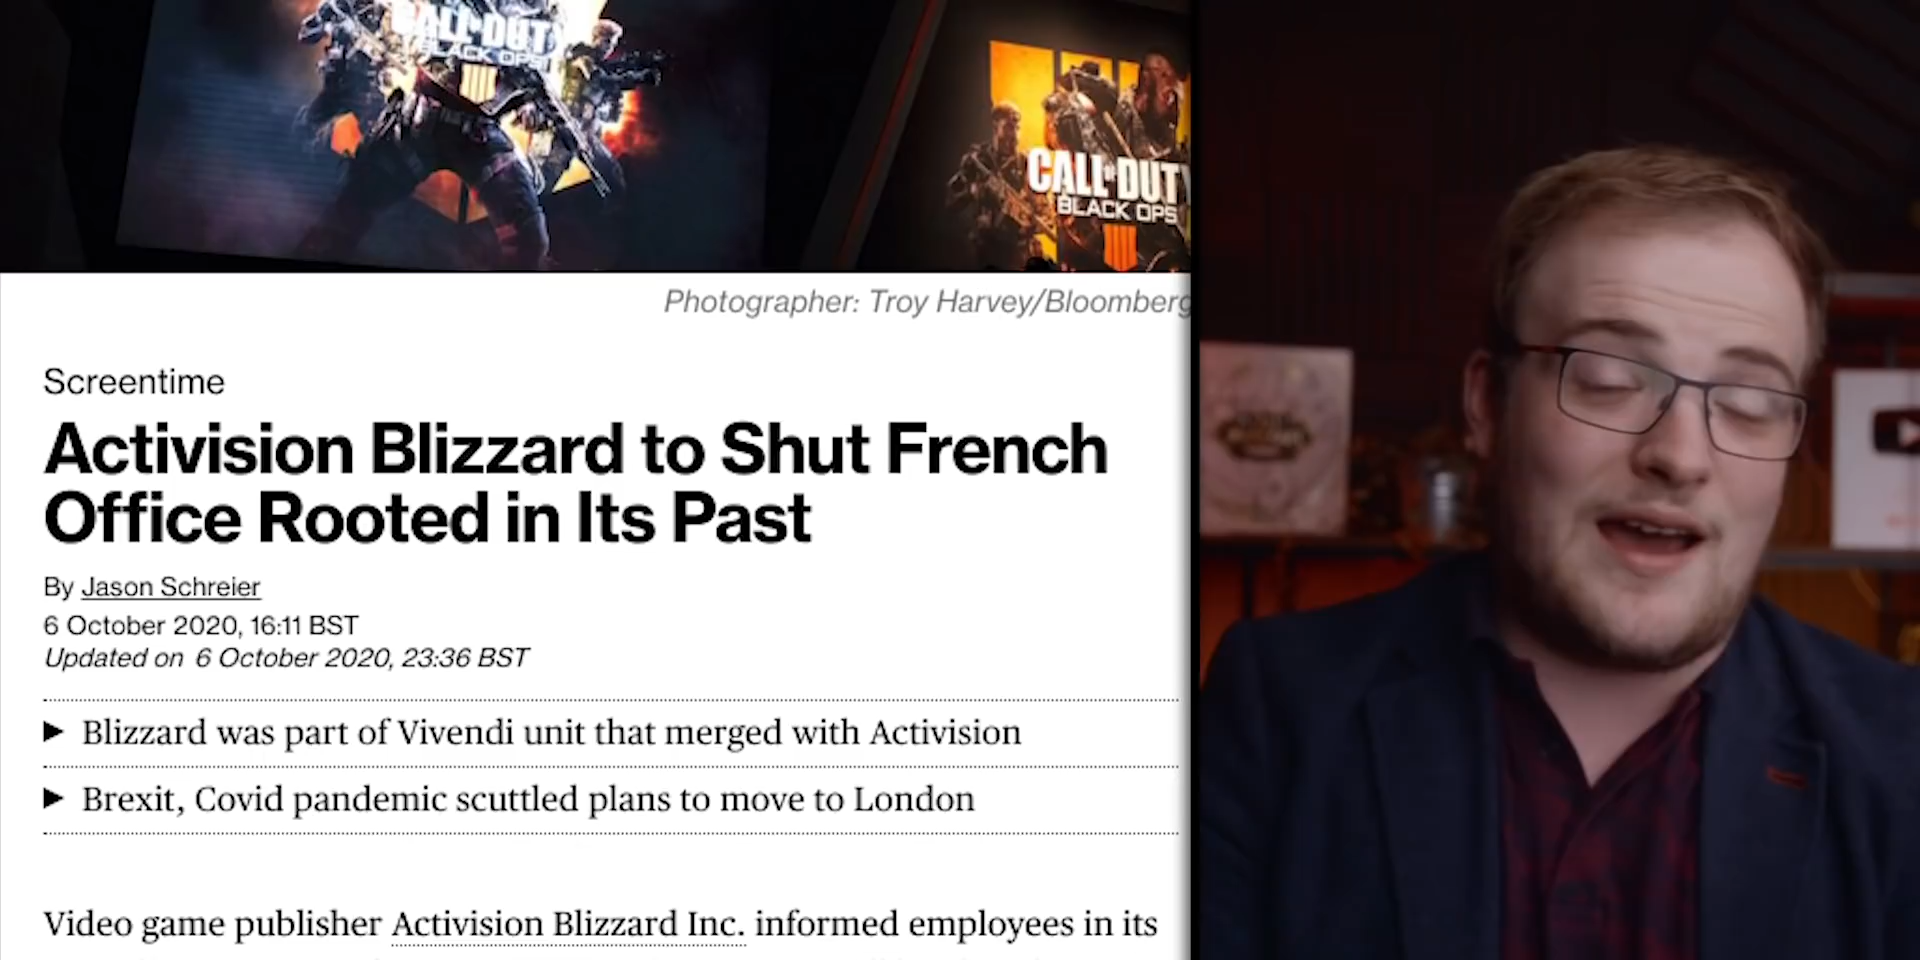 CALL OF DUTY
BLACK OPS
CALL OF DUTY
BLACK OPS
Photographer: Troy Harvey/Bloomberg
Screentime
Activision Blizzard to Shut French
Office Rooted in Its Past
By Jason Schreier
6 October 2020, 16:11 BST
Updated on 6 October 2020, 23:36 BST
Blizzard was part of Vivendi unit that merged with Activision
Brexit, Covid pandemic scuttled plans to move to London
Video game publisher Activision Blizzard Inc. informed employees in its